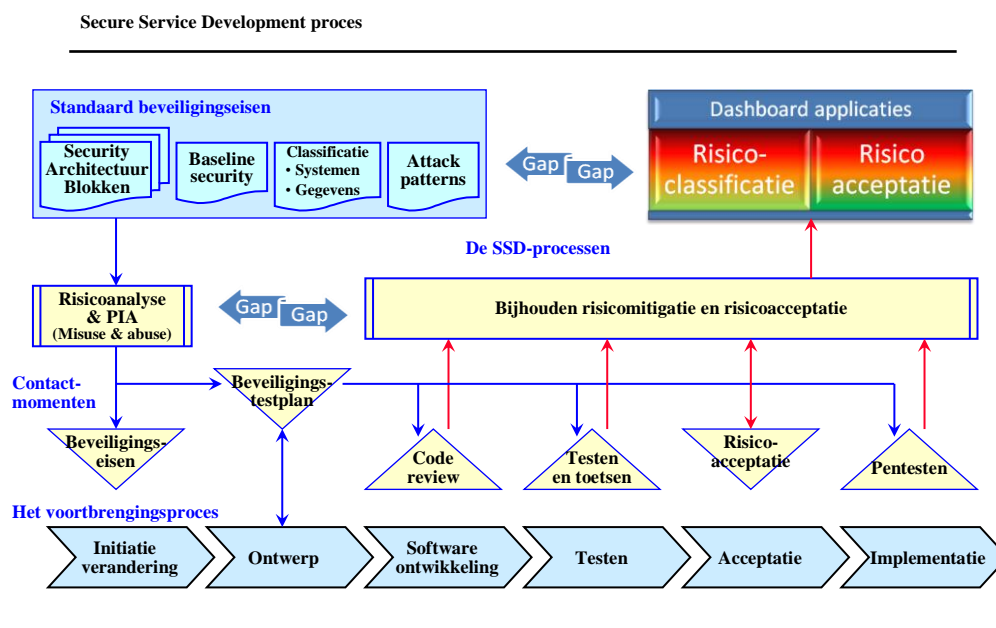 Secure Service Development proces
Standaard beveiligingseisen
Security
Architectuur
Blokken
Baseline
security
Classificatie
• Systemen
• Gegevens
Attack
patterns
Gap
Gap
Dashboard applicaties
Risico-
classificatie
Risico
acceptatie
De SSD-processen
Risicoanalyse
& PIA
(Misuse & abuse)
Gap
Gap
Bijhouden risicomitigatie en risicoacceptatie
Contact-
momenten
Beveiligings-
testplan
Beveiligings-
eisen
Code
review
Testen
en toetsen
Risico-
acceptatie
Pentesten
Het voortbrengingsproces
Initiatie
verandering
Ontwerp
Software
ontwikkeling
Testen
Acceptatie
Implementatie